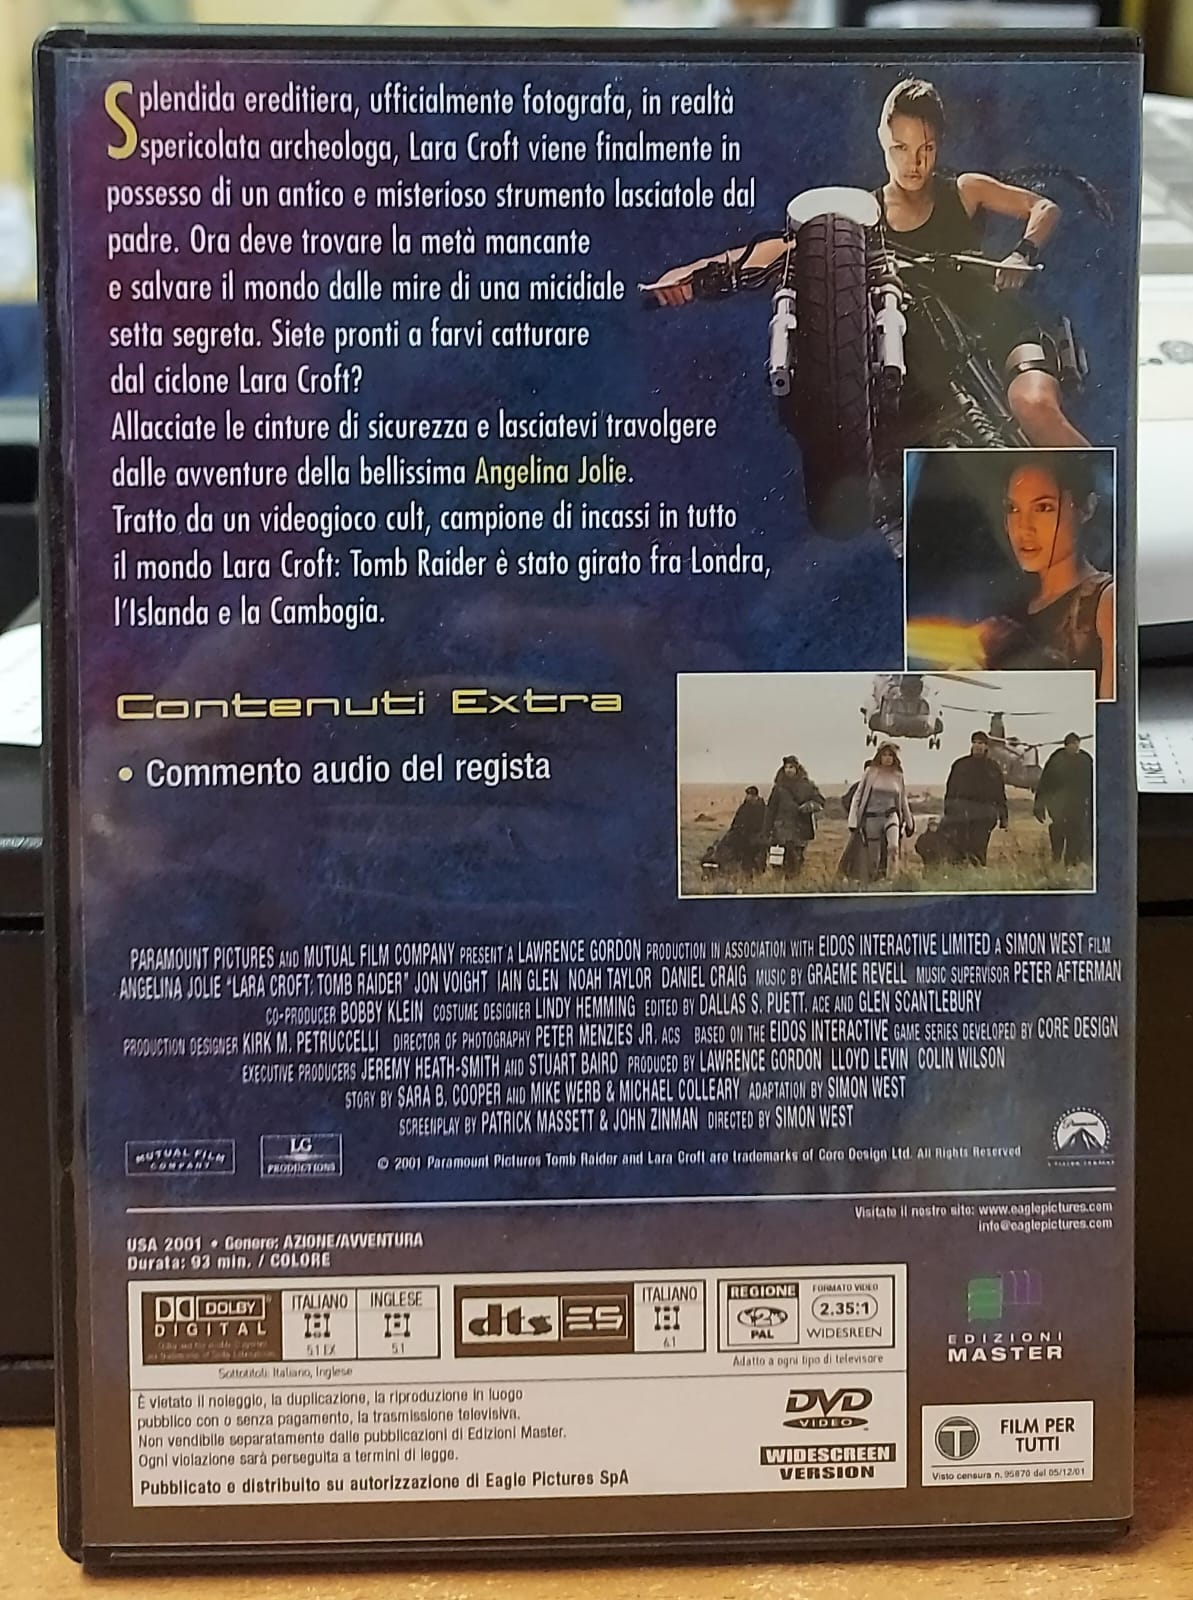 Splendida ereditiera, ufficialmente fotografa, in realtà
spericolata archeologa, Lara Croft viene finalmente in
possesso di un antico e misterioso strumento lasciatole dal
padre. Ora deve trovare la metà mancante
e salvare il mondo dalle mire di una micidiale
setta segreta. Siete pronti a farvi catturare
dal ciclone Lara Croft?
Allacciate le cinture di sicurezza e lasciatevi travolgere
dalle avventure della bellissima Angelina Jolie.
Tratto da un videogioco cult, campione di incassi in tutto
il mondo Lara Croft: Tomb Raider è stato girato fra Londra,
l'Islanda e la Cambogia.
Contenuti Extra
• Commento audio del regista
PARAMOUNT PICTURES AND MUTUAL FILM COMPANY PRESENT A LAWRENCE GORDON PRODUCTION IN ASSOCIATION WITH EIDOS INTERACTIVE LIMITED A SIMON WEST FILM
ANGELINA JOLIE "LARA CROFT: TOMB RAIDER" JON VOIGHT IAIN GLEN NOAH TAYLOR DANIEL CRAIG MUSIC BY GRAEME REVELL MUSIC SUPERVISOR PETER AFTERMAN
CO-PRODUCER BOBBY KLEIN COSTUME DESIGNER LINDY HEMMING EDITED BY DALLAS S. PUETT. ACE AND GLEN SCANTLEBURY
PRODUCTION DESIGNER KIRK M. PETRUCCELLI DIRECTOR OF PHOTOGRAPHY PETER MENZIES JR. ACS BASED ON THE EIDOS INTERACTIVE GAME SERIES DEVELOPED BY CORE DESIGN
EXECUTIVE PRODUCERS JEREMY HEATH-SMITH AND STUART BAIRD PRODUCED BY LAWRENCE GORDON LLOYD LEVIN COLIN WILSON
STORY BY SARA B. COOPER AND MIKE WERB & MICHAEL COLLEARY ADAPTATION BY SIMON WEST
SCREENPLAY BY PATRICK MASSETT & JOHN ZINMAN DIRECTED BY SIMON WEST
MUTUAL FILM
COMPANY
LG
PRODUCTIONS
© 2001 Paramount Pictures Tomb Raider and Lara Croft are trademarks of Core Design Ltd. All Rights Reserved
Paramount
Visitate il nostro sito: www.eaglepictures.com
info@eaglepictures.com
USA 2001 • Genere: AZIONE/AVVENTURA
Durata: 93 min. / COLORE
DOLBY
DIGITAL
ITALIANO
5.1 EX
INGLESE
5.1
dts ES
ITALIANO
6.1
REGIONE
2
PAL
FORMATO VIDEO
2.35:1
WIDESREEN
Sottotitoli: Italiano, Inglese
Adatto a ogni tipo di televisore
EDIZIONI
MASTER
È vietato il noleggio, la duplicazione, la riproduzione in luogo
pubblico con o senza pagamento, la trasmissione televisiva.
Non vendibile separatamente dalle pubblicazioni di Edizioni Master.
Ogni violazione sarà perseguita a termini di legge.
Pubblicato e distribuito su autorizzazione di Eagle Pictures SpA
DVD
VIDEO
WIDESCREEN
VERSION
T
FILM PER
TUTTI
Visto censura n. 95870 del 05/12/01